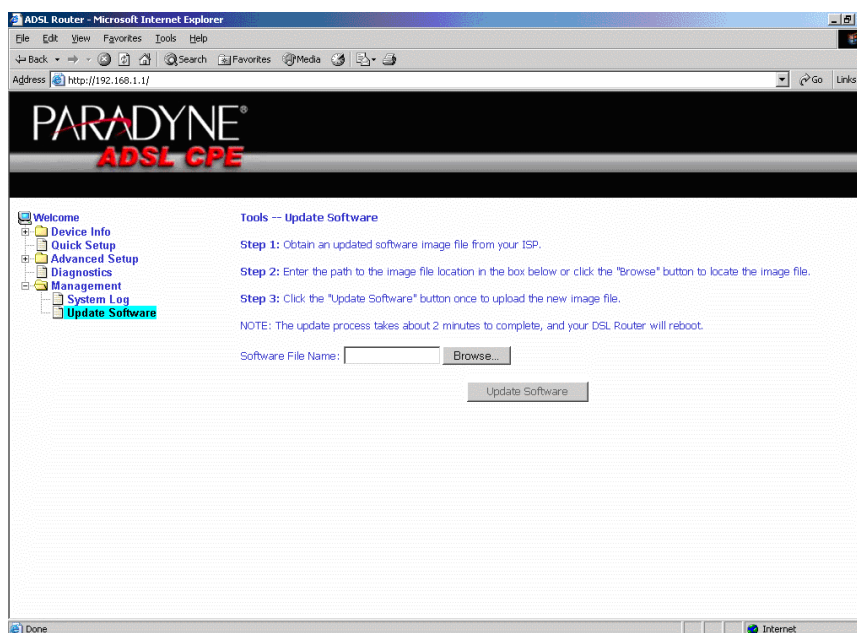 ADSL Router - Microsoft Internet Explorer
File Edit View Favorites Tools Help
Back Search Favorites Media
Address http://192.168.1.1/ Go Links
PARADYNE®
ADSL CPE
Welcome
Device Info
Quick Setup
Advanced Setup
Diagnostics
Management
System Log
Update Software
Tools -- Update Software
Step 1: Obtain an updated software image file from your ISP.
Step 2: Enter the path to the image file location in the box below or click the "Browse" button to locate the image file.
Step 3: Click the "Update Software" button once to upload the new image file.
NOTE: The update process takes about 2 minutes to complete, and your DSL Router will reboot.
Software File Name: Browse...
Update Software
Done Internet